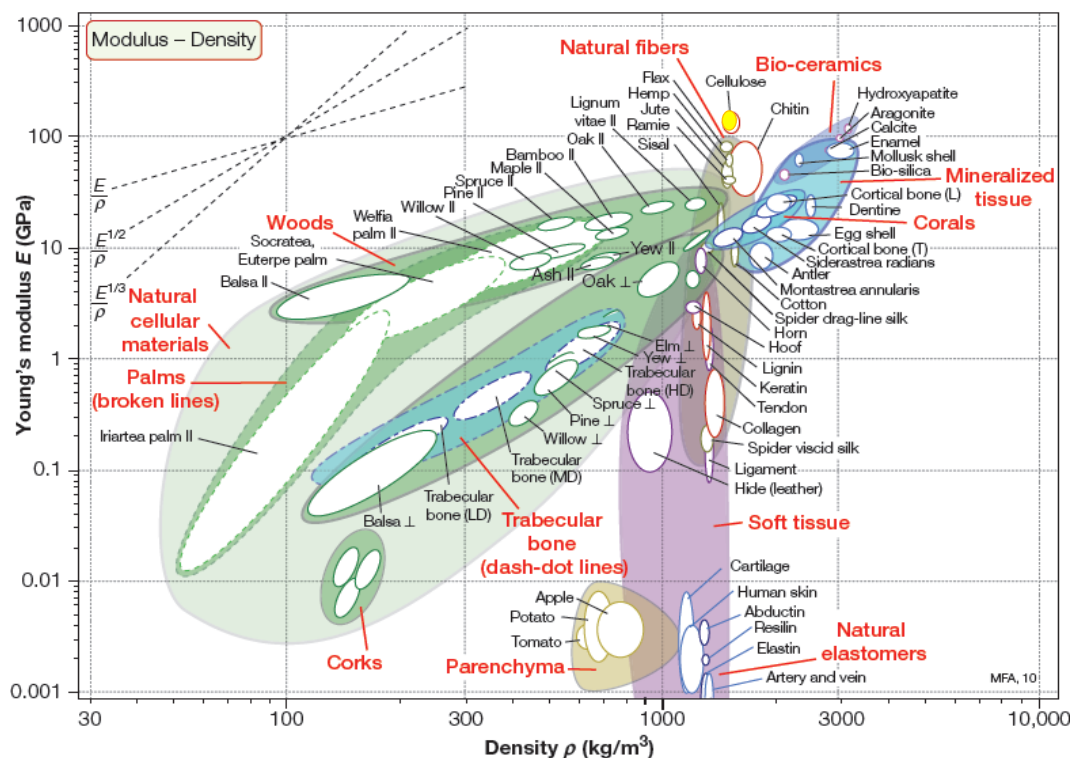 Modulus – Density
1000
100
10
1
0.1
0.01
0.001
Young's modulus E (GPa)
30
100
300
1000
3000
10,000
Density ρ (kg/m³)
E
ρ
E1/2
ρ
E1/3
ρ
Natural fibers
Bio-ceramics
Flax
Hemp
Jute
Ramie
Sisal
Cellulose
Chitin
Hydroxyapatite
Aragonite
Calcite
Enamel
Mollusk shell
Bio-silica
Mineralized
tissue
Cortical bone (L)
Dentine
Corals
Egg shell
Cortical bone (T)
Siderastrea radians
Antler
Montastrea annularis
Cotton
Spider drag-line silk
Horn
Hoof
Lignin
Keratin
Tendon
Collagen
Spider viscid silk
Ligament
Hide (leather)
Lignum
vitae II
Oak II
Bamboo II
Maple II
Spruce II
Pine II
Willow II
Welfia
palm II
Woods
Socratea,
Euterpe palm
Balsa II
Ash II
Yew II
Oak ⊥
Natural
cellular
materials
Palms
(broken lines)
Iriartea palm II
Elm ⊥
Yew ⊥
Trabecular
bone (HD)
Spruce ⊥
Pine ⊥
Willow ⊥
Trabecular
bone (MD)
Trabecular
bone (LD)
Balsa ⊥
Trabecular
bone
(dash-dot lines)
Soft tissue
Corks
Apple
Potato
Tomato
Parenchyma
Cartilage
Human skin
Abductin
Resilin
Elastin
Artery and vein
Natural
elastomers
MFA, 10